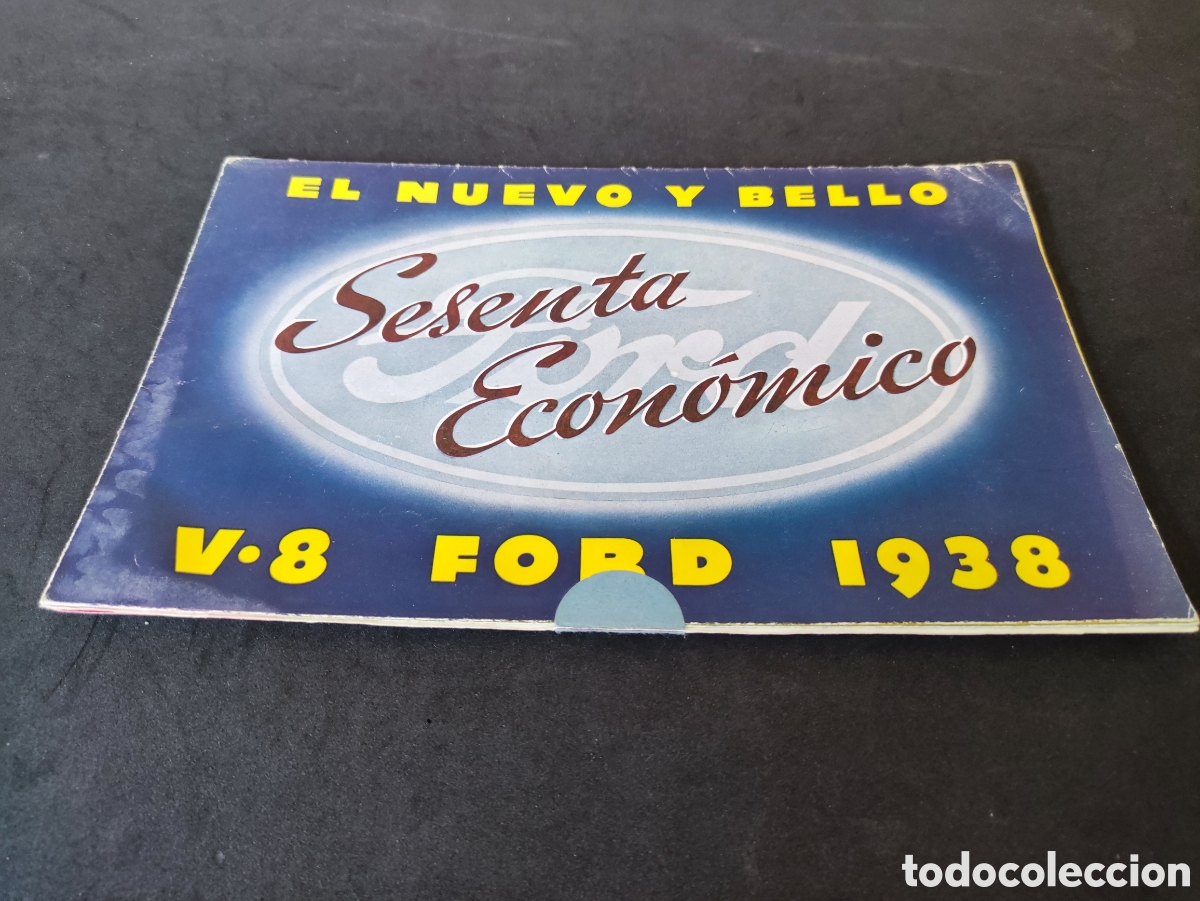 EL NUEVO Y BELLO
Ford
Sesenta
Económico
V•8 FORD 1938
todocoleccion